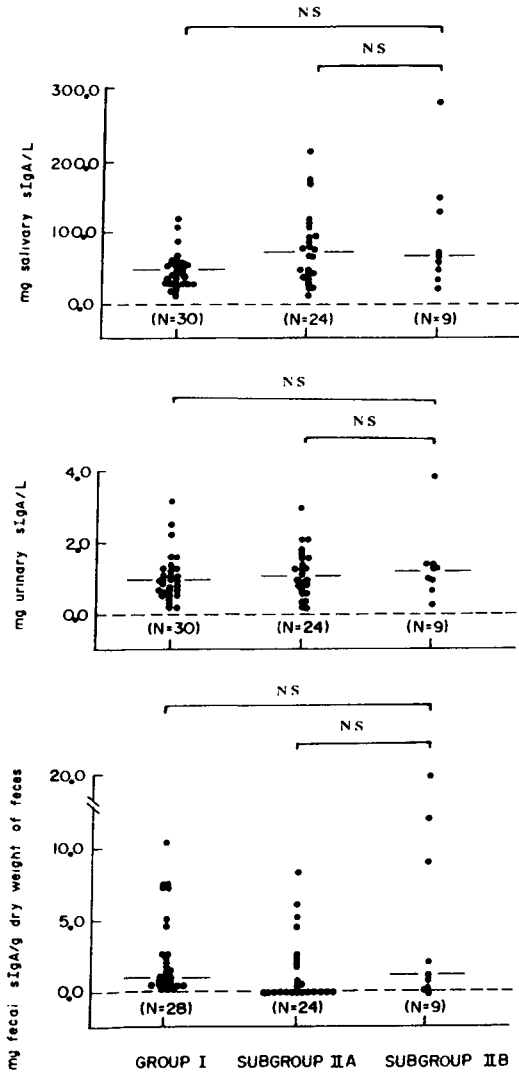 NS
NS
300.0
200.0
100.0
0.0
mg salivary sIgA/L
(N=30) (N=24) (N=9)
NS
NS
4.0
2.0
0.0
mg urinary sIgA/L
(N=30) (N=24) (N=9)
NS
NS
20.0
10.0
5.0
0.0
mg fecal sIgA/g dry weight of feces
(N=28) (N=24) (N=9)
GROUP I SUBGROUP IIA SUBGROUP IIB